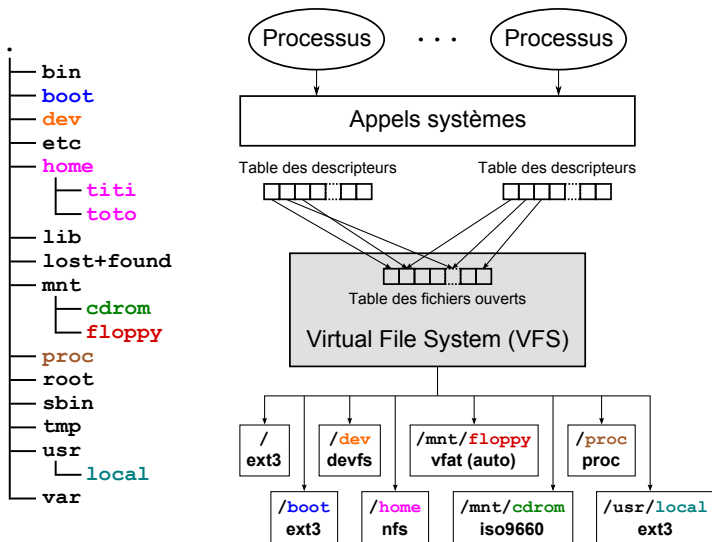 .
bin
boot
dev
etc
home
titi
toto
lib
lost+found
mnt
cdrom
floppy
proc
root
sbin
tmp
usr
local
var
Processus . . . Processus
Appels systèmes
Table des descripteurs Table des descripteurs
Table des fichiers ouverts
Virtual File System (VFS)
/
ext3
/dev
devfs
/mnt/floppy
vfat (auto)
/proc
proc
/boot
ext3
/home
nfs
/mnt/cdrom
iso9660
/usr/local
ext3